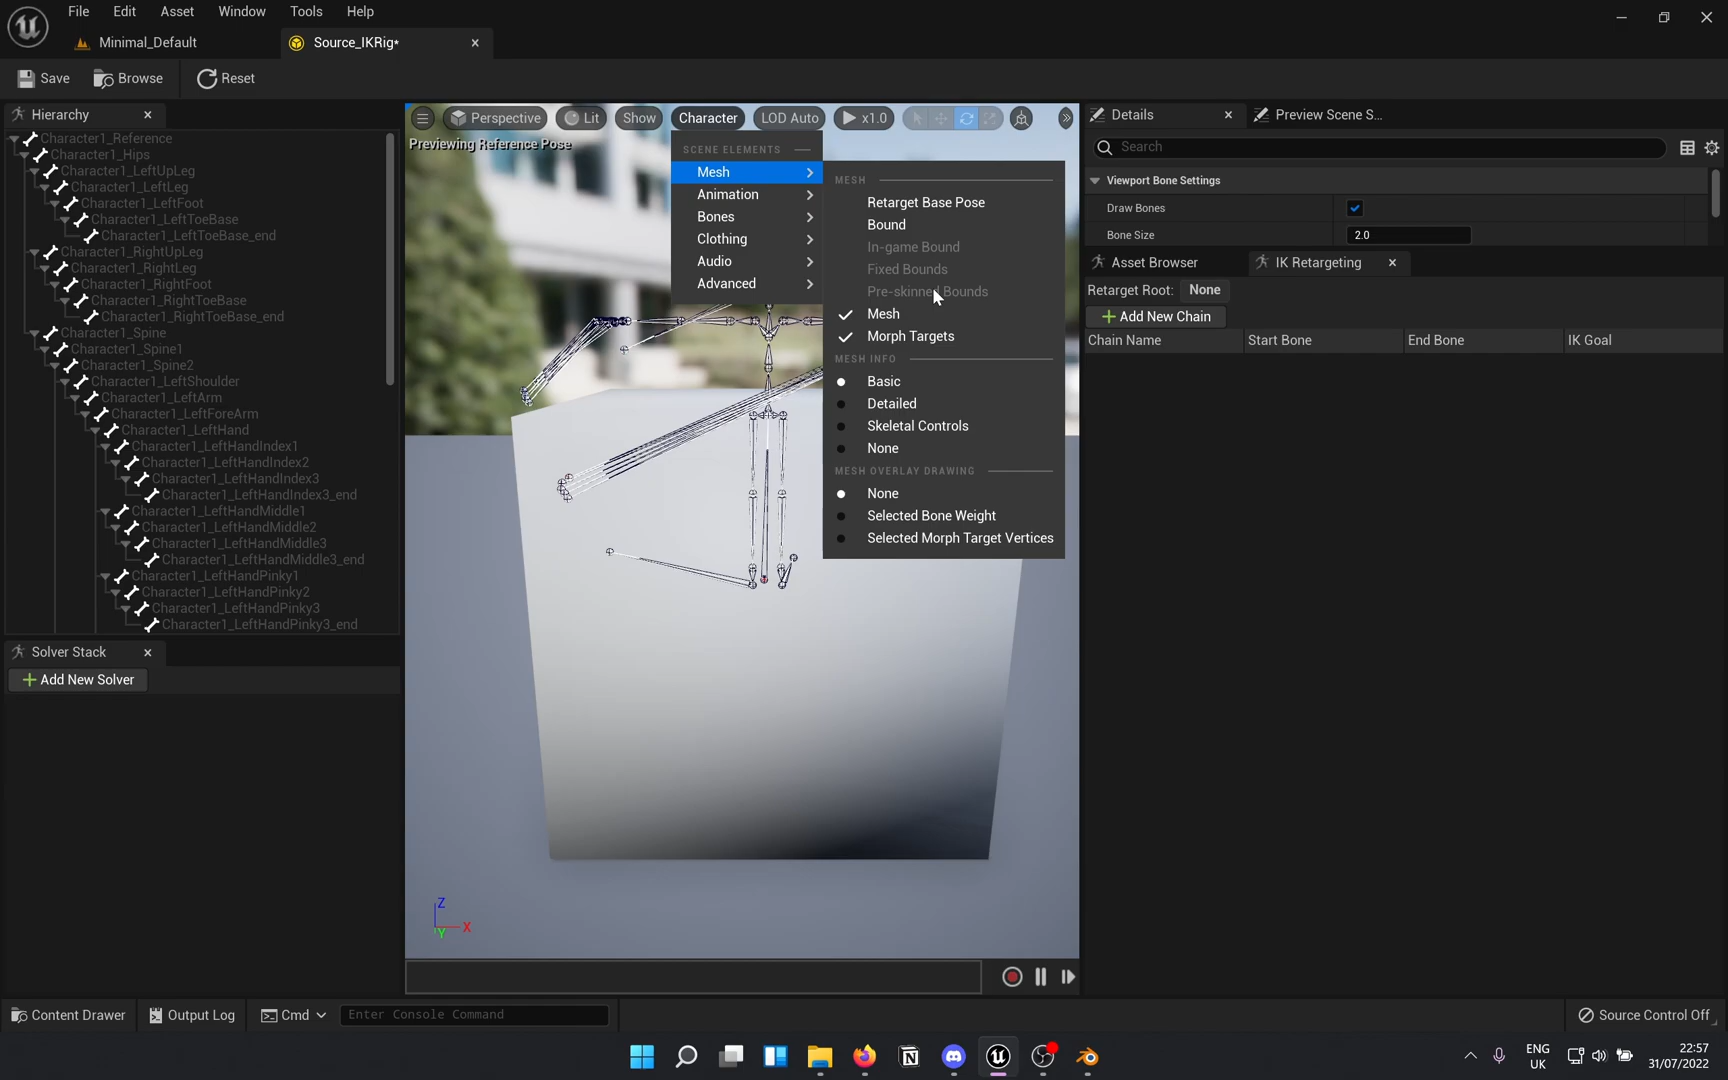 File Edit Asset Window Tools Help
Minimal_Default
Source_IKRig*
Save
Browse
Reset
Hierarchy
Character1_Reference
Character1_Hips
Character1_LeftUpLeg
Character1_LeftLeg
Character1_LeftFoot
Character1_LeftToeBase
Character1_LeftToeBase_end
Character1_RightUpLeg
Character1_RightLeg
Character1_RightFoot
Character1_RightToeBase
Character1_RightToeBase_end
Character1_Spine
Character1_Spine1
Character1_Spine2
Character1_LeftShoulder
Character1_LeftArm
Character1_LeftForeArm
Character1_LeftHand
Character1_LeftHandIndex1
Character1_LeftHandIndex2
Character1_LeftHandIndex3
Character1_LeftHandIndex3_end
Character1_LeftHandMiddle1
Character1_LeftHandMiddle2
Character1_LeftHandMiddle3
Character1_LeftHandMiddle3_end
Character1_LeftHandPinky1
Character1_LeftHandPinky2
Character1_LeftHandPinky3
Character1_LeftHandPinky3_end
Solver Stack
Add New Solver
Perspective
Lit
Show
Character
LOD Auto
x1.0
Previewing Reference Pose
SCENE ELEMENTS
Mesh
Animation
Bones
Clothing
Audio
Advanced
MESH
Retarget Base Pose
Bound
In-game Bound
Fixed Bounds
Pre-skinned Bounds
Mesh
Morph Targets
MESH INFO
Basic
Detailed
Skeletal Controls
None
MESH OVERLAY DRAWING
None
Selected Bone Weight
Selected Morph Target Vertices
Z
X
Y
Details
Preview Scene S...
Search
Viewport Bone Settings
Draw Bones
Bone Size 2.0
Asset Browser
IK Retargeting
Retarget Root: None
Add New Chain
Chain Name Start Bone End Bone IK Goal
Content Drawer
Output Log
Cmd
Enter Console Command
Source Control Off
ENG
UK
22:57
31/07/2022